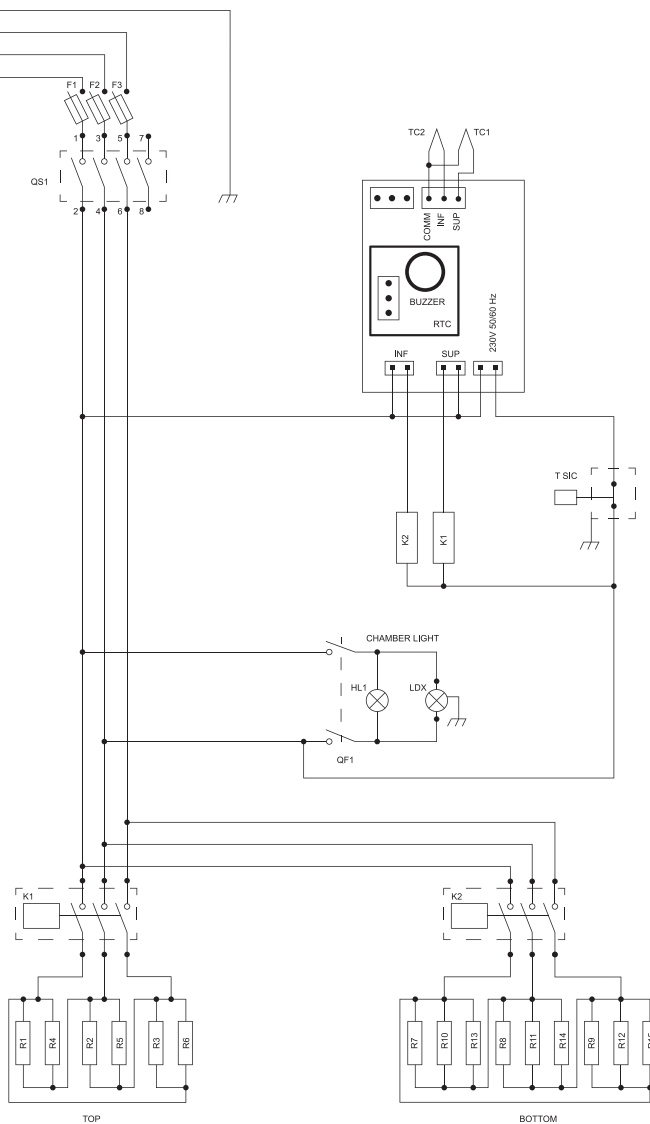 F1 F2 F3
1 3 5 7
QS1
2 4 6 8
TC2 TC1
COMM
INF
SUP
BUZZER
RTC
230V 50/60 Hz
INF SUP
T SIC
K2 K1
CHAMBER LIGHT
HL1 LDX
QF1
K1 K2
R1 R4 R2 R5 R3 R6
R7 R10 R13 R8 R11 R14 R9 R12
TOP BOTTOM